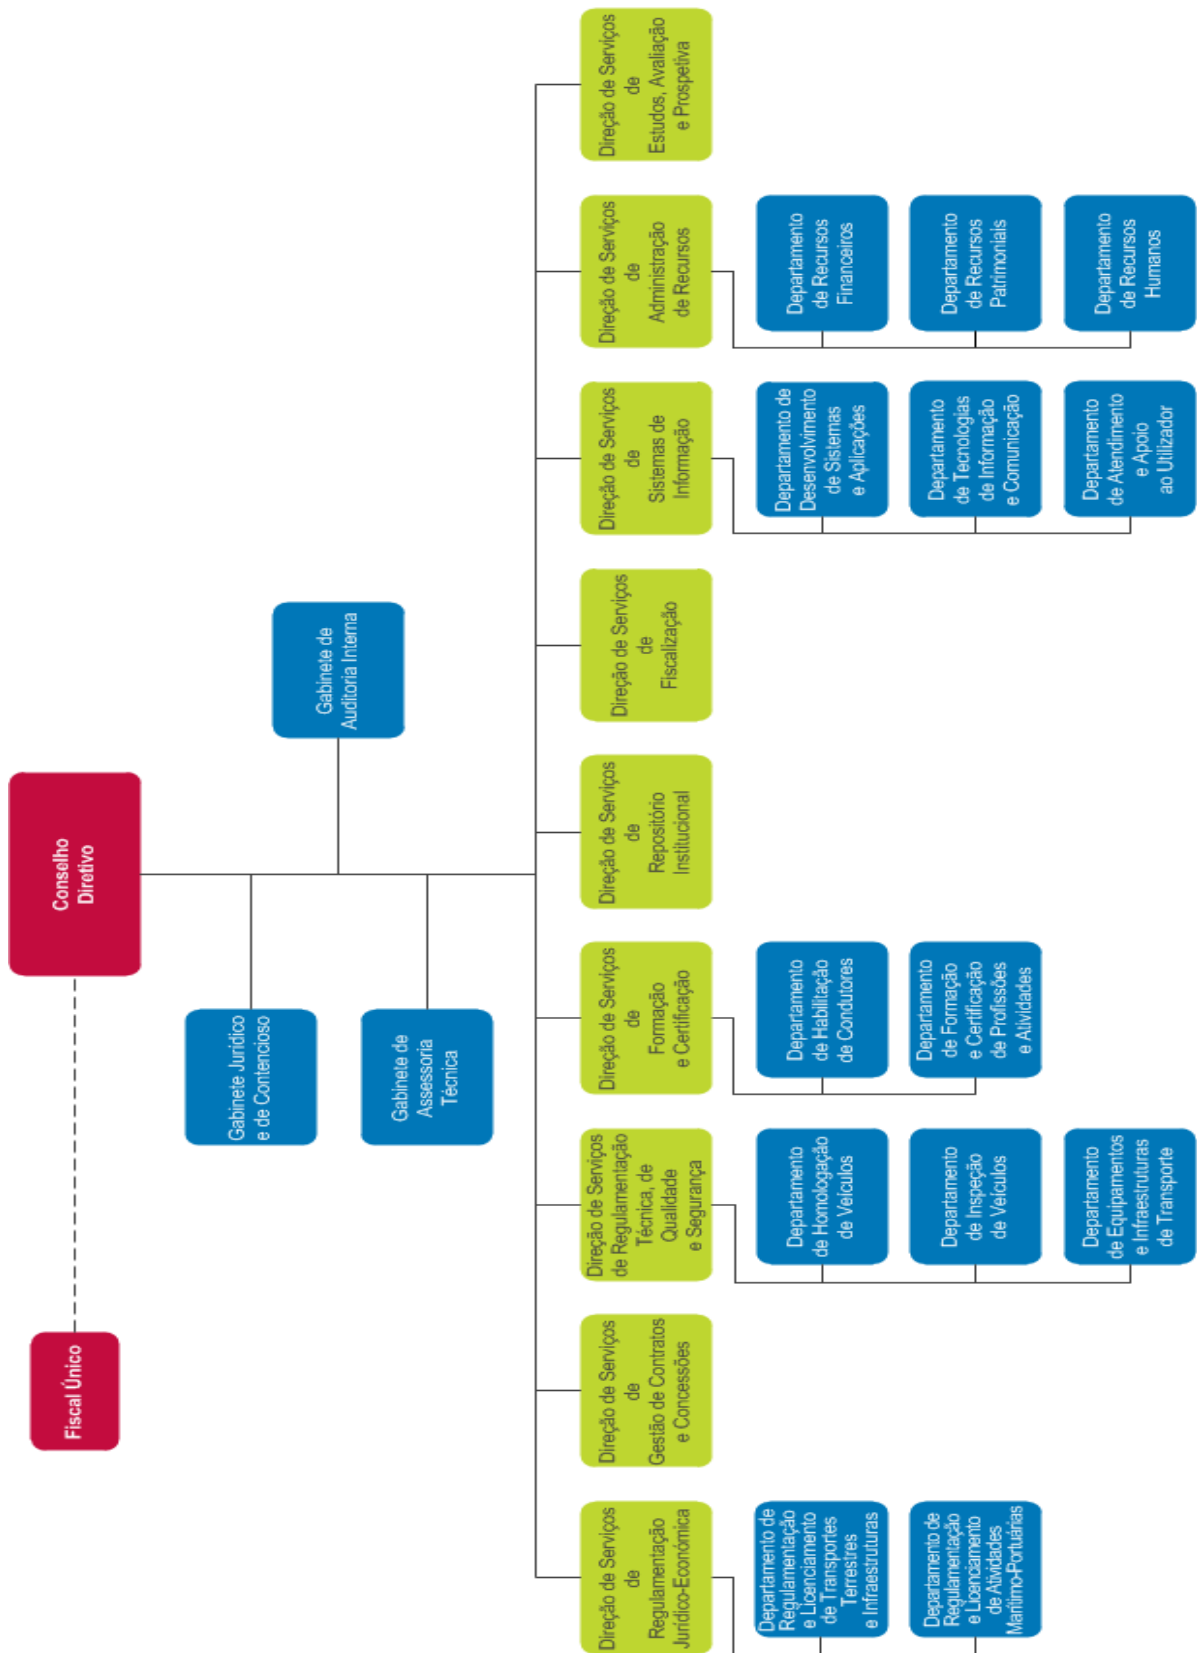 Fiscal Único
Conselho
Diretivo
Gabinete Jurídico
e de Contencioso
Gabinete de
Auditoria Interna
Gabinete de
Assessoria
Técnica
Direção de Serviços
de
Regulamentação
Jurídico-Económica
Direção de Serviços
de
Gestão de Contratos
e Concessões
Direção de Serviços
de Regulamentação
Técnica, de
Qualidade
e Segurança
Direção de Serviços
de
Formação
e Certificação
Direção de Serviços
de
Repositório
Institucional
Direção de Serviços
de
Fiscalização
Direção de Serviços
de
Sistemas de
Informação
Direção de Serviços
de
Administração
de Recursos
Direção de Serviços
de
Estudos, Avaliação
e Prospetiva
Departamento de
Regulamentação
e Licenciamento
de Transportes
Terrestres
e Infraestruturas
Departamento
de Homologação
de Veículos
Departamento
de Habilitação
de Condutores
Departamento de
Desenvolvimento
de Sistemas
e Aplicações
Departamento
de Recursos
Financeiros
Departamento de
Regulamentação
e Licenciamento
de Atividades
Marítimo-Portuárias
Departamento
de Inspeção
de Veículos
Departamento
de Formação
e Certificação
de Profissões
e Atividades
Departamento
de Tecnologias
de Informação
e Comunicação
Departamento
de Recursos
Patrimoniais
Departamento
de Equipamentos
e Infraestruturas
de Transporte
Departamento
de Atendimento
e Apoio
ao Utilizador
Departamento
de Recursos
Humanos